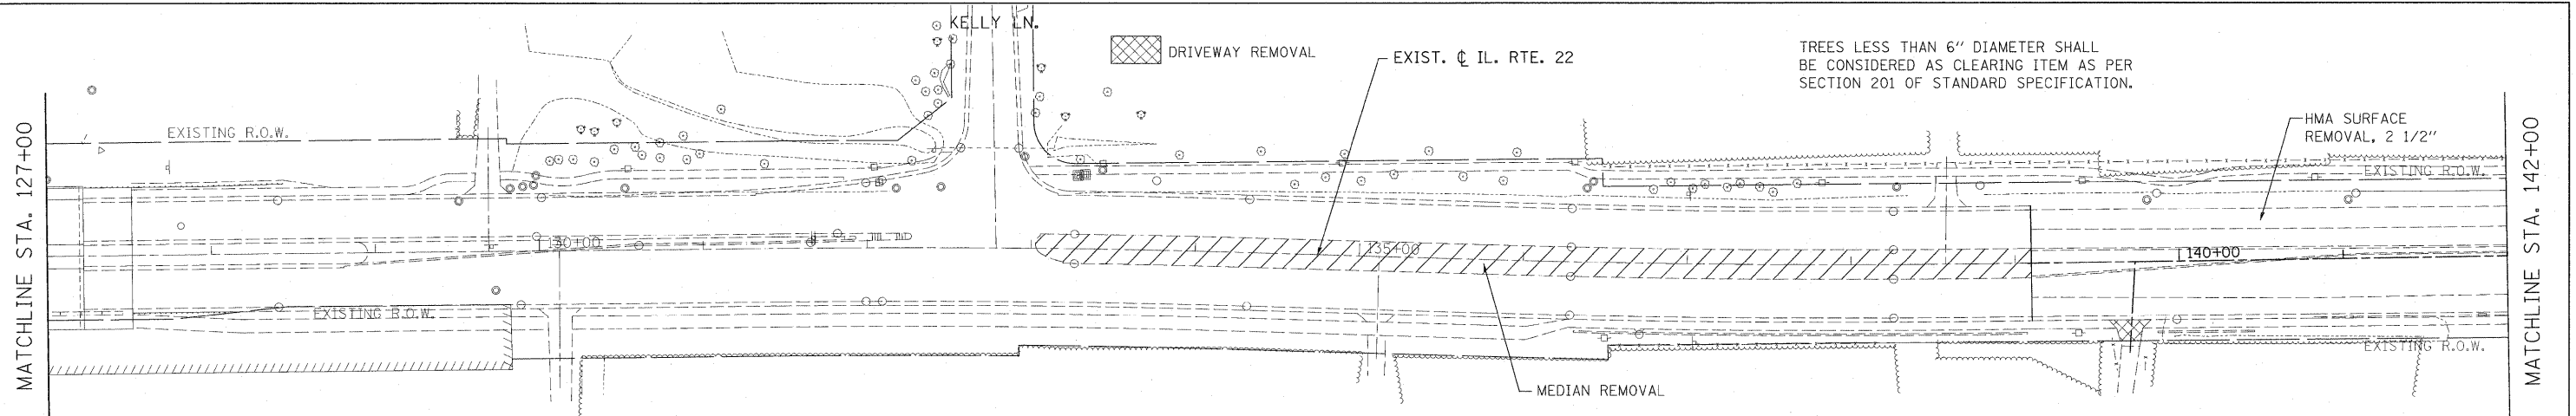 KELLY LN.
DRIVEWAY REMOVAL
EXIST. ℄ IL. RTE. 22
TREES LESS THAN 6" DIAMETER SHALL
BE CONSIDERED AS CLEARING ITEM AS PER
SECTION 201 OF STANDARD SPECIFICATION.
HMA SURFACE
REMOVAL, 2 1/2"
MATCHLINE STA. 127+00
EXISTING R.O.W.
EXISTING R.O.W.
MATCHLINE STA. 142+00
130+00
135+00
140+00
EXISTING R.O.W.
EXISTING R.O.W.
MEDIAN REMOVAL